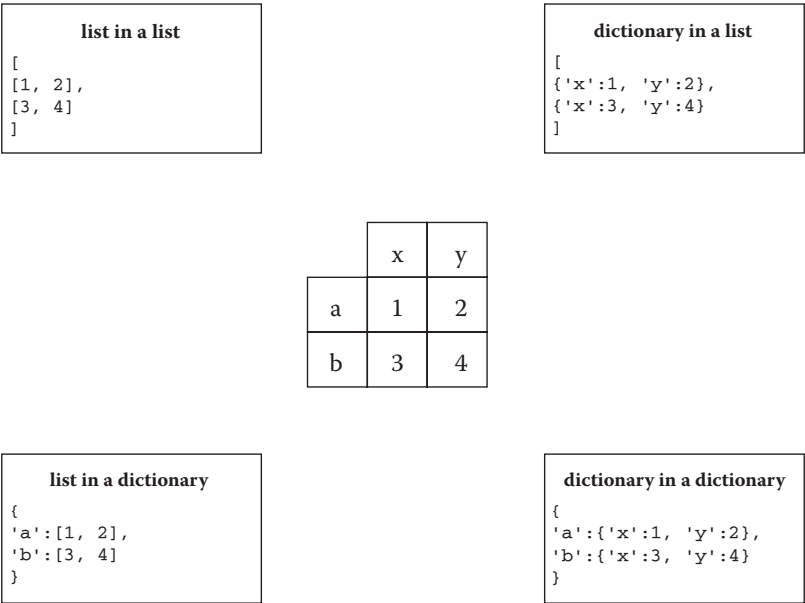 list in a list
[
[1, 2],
[3, 4]
]
dictionary in a list
[
{'x':1, 'y':2},
{'x':3, 'y':4}
]
x y
a 1 2
b 3 4
list in a dictionary
{
'a':[1, 2],
'b':[3, 4]
}
dictionary in a dictionary
{
'a':{'x':1, 'y':2},
'b':{'x':3, 'y':4}
}